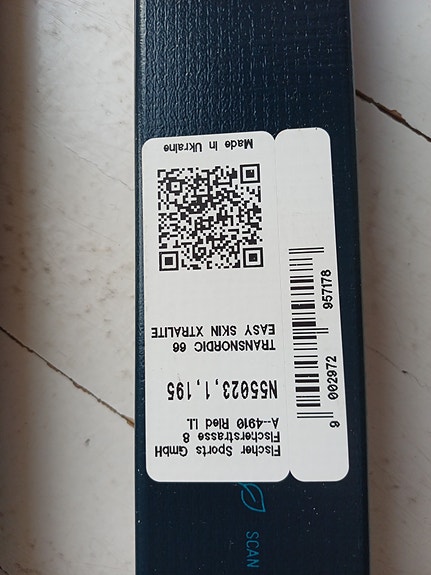 Fischer Sports GmbH
Fischerstrasse 8
A--4910 Ried i.I.
N55023,1,195
TRANSNORDIC 66
EASY SKIN XTRALITE
Made in Ukraine
9 002972 957178
SCAN